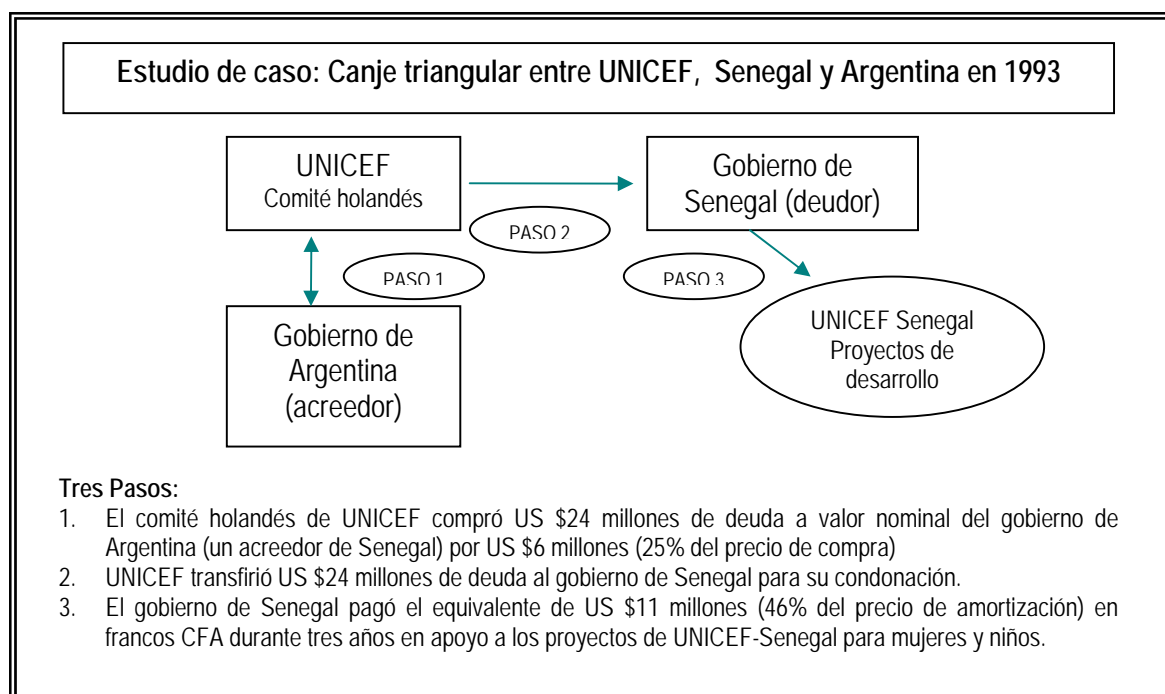 Estudio de caso: Canje triangular entre UNICEF, Senegal y Argentina en 1993
UNICEF
Comité holandés
Gobierno de
Senegal (deudor)
PASO 2
PASO 1
PASO 3
Gobierno de
Argentina
(acreedor)
UNICEF Senegal
Proyectos de
desarrollo
Tres Pasos:
1. El comité holandés de UNICEF compró US $24 millones de deuda a valor nominal del gobierno de
Argentina (un acreedor de Senegal) por US $6 millones (25% del precio de compra)
2. UNICEF transfirió US $24 millones de deuda al gobierno de Senegal para su condonación.
3. El gobierno de Senegal pagó el equivalente de US $11 millones (46% del precio de amortización) en
francos CFA durante tres años en apoyo a los proyectos de UNICEF-Senegal para mujeres y niños.